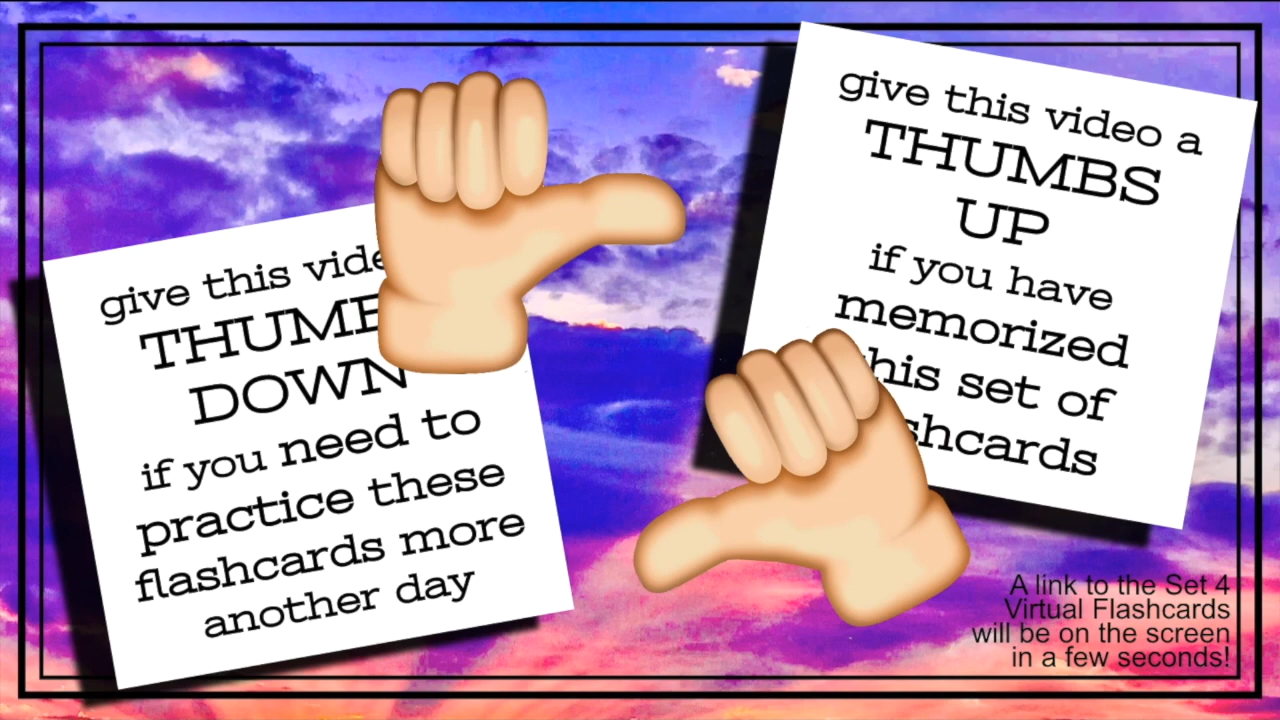 give this vide
THUMB
DOWN
if you need to
practice these
flashcards more
another day
give this video a
THUMBS
UP
if you have
memorized
this set of
shcards
A link to the Set 4
Virtual Flashcards
will be on the screen
in a few seconds!